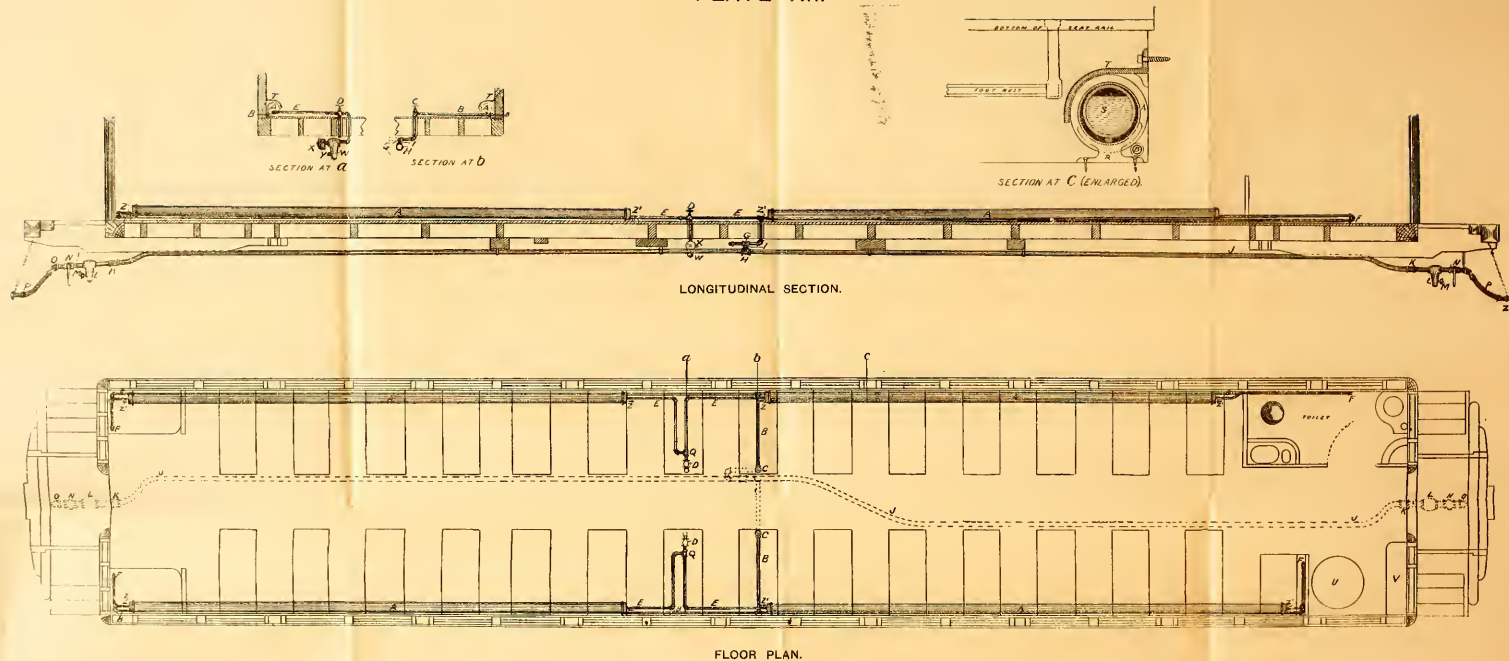 BOTTOM OF SEAT RAIL
T
FOOT REST
S
A
R
B
SECTION AT C (ENLARGED).
T
A
E
D
B
X
Y
W
SECTION AT a
C
B
T
A
H
SECTION AT b
Z
A
Z'
E
D
E
Z'
A
F
X
W
G
H
J
O
N
M
L
P
K
L
M
N
P
Z
LONGITUDINAL SECTION.
a
b
C
Z'
F
E
E
Z
B
Q
D
C
F
TOILET
O
N
L
K
J
J
J
L
N
O
D
Q
C
B
A
E
E
Z'
A
U
V
FLOOR PLAN.